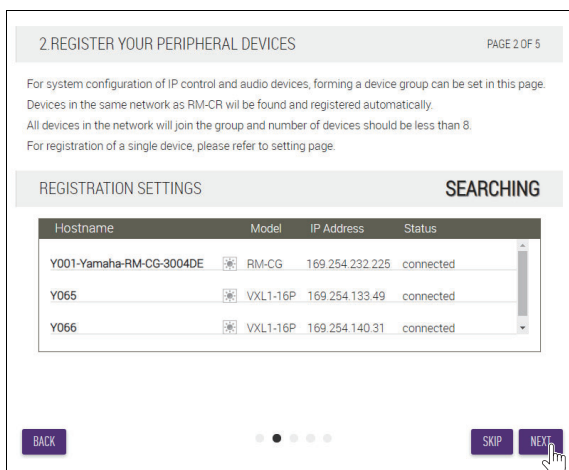 2.REGISTER YOUR PERIPHERAL DEVICES PAGE 2 OF 5
For system configuration of IP control and audio devices, forming a device group can be set in this page.
Devices in the same network as RM-CR wil be found and registered automatically.
All devices in the network will join the group and number of devices should be less than 8.
For registration of a single device, please refer to setting page.
REGISTRATION SETTINGS SEARCHING
Hostname Model IP Address Status
Y001-Yamaha-RM-CG-3004DE RM-CG 169.254.232.225 connected
Y065 VXL1-16P 169.254.133.49 connected
Y066 VXL1-16P 169.254.140.31 connected
BACK SKIP NEXT